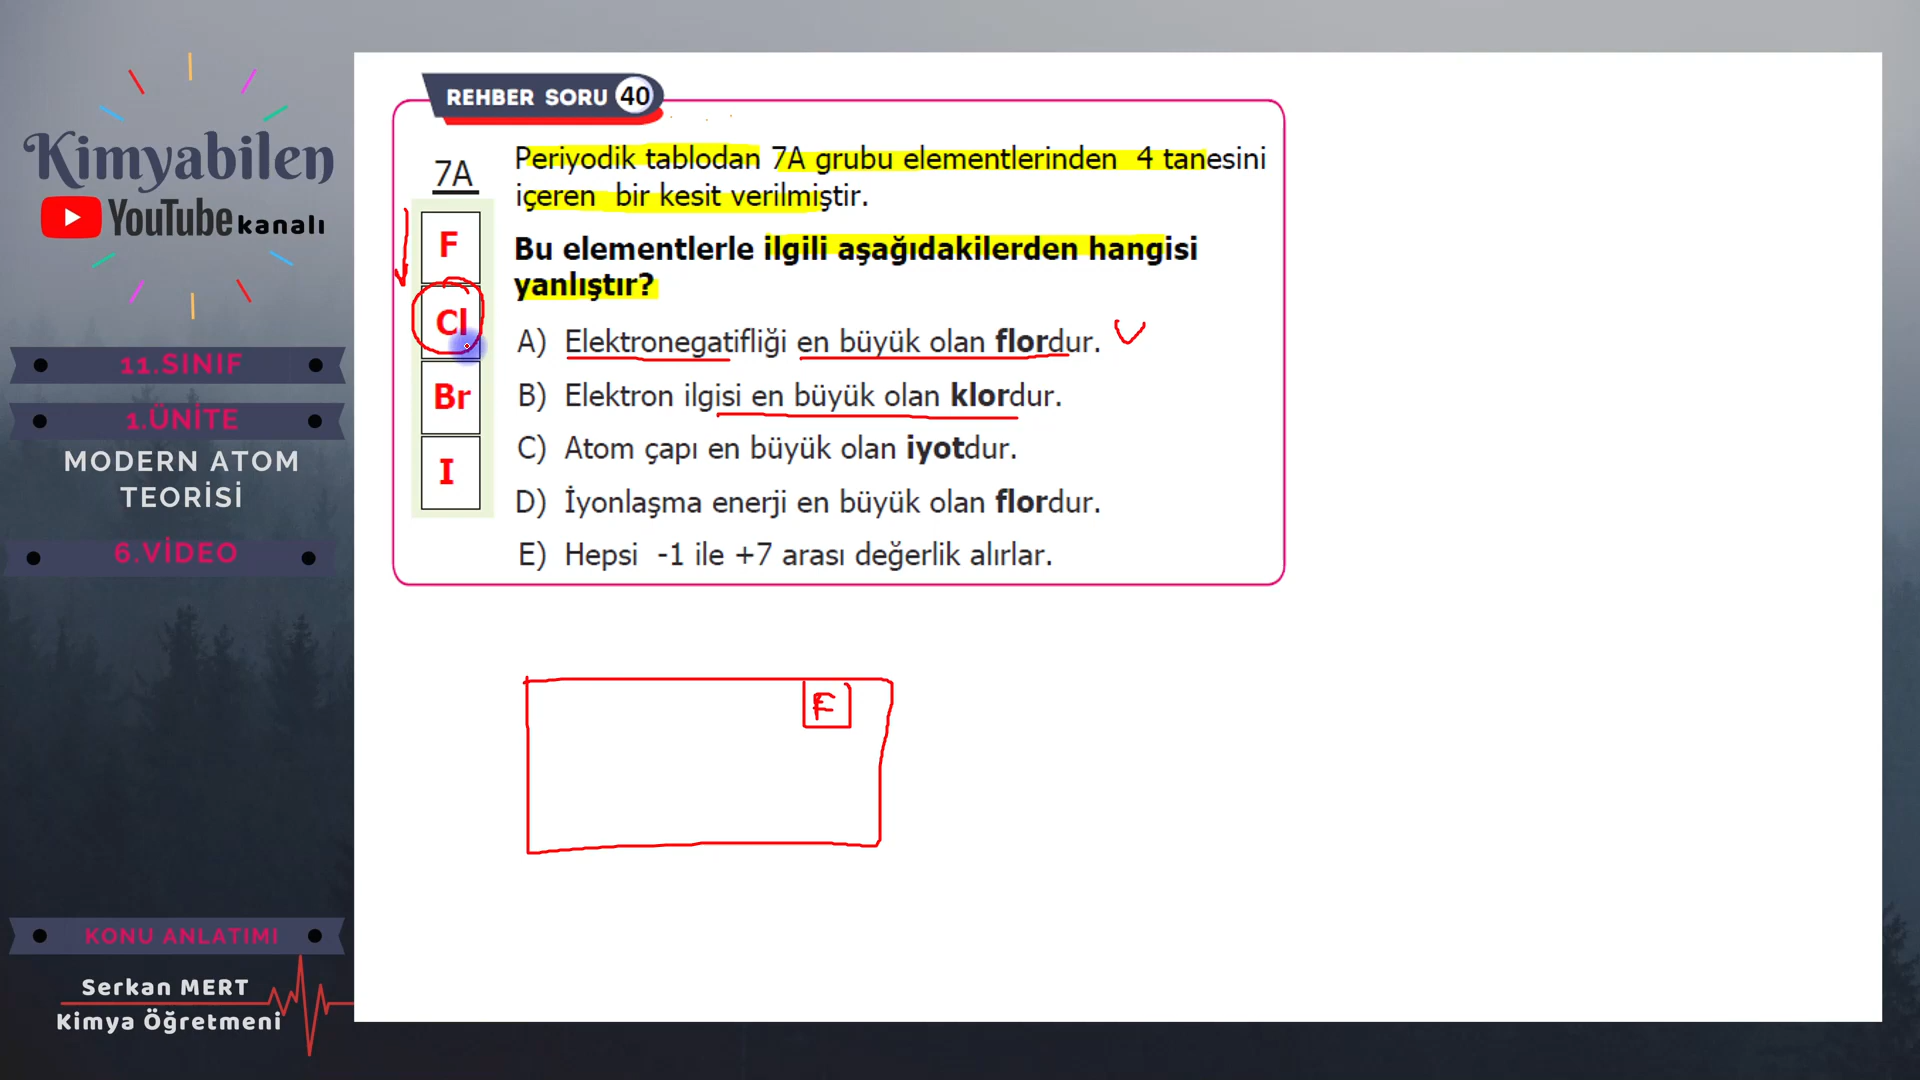 Kimyabilen
YouTube kanalı
11.SINIF
1.ÜNİTE
MODERN ATOM
TEORİSİ
6.VİDEO
KONU ANLATIMI
Serkan MERT
Kimya Öğretmeni
REHBER SORU 40
7A
F
Cl
Br
I
Periyodik tablodan 7A grubu elementlerinden 4 tanesini
içeren bir kesit verilmiştir.
Bu elementlerle ilgili aşağıdakilerden hangisi
yanlıştır?
A) Elektronegatifliği en büyük olan flordur.
B) Elektron ilgisi en büyük olan klordur.
C) Atom çapı en büyük olan iyotdur.
D) İyonlaşma enerji en büyük olan flordur.
E) Hepsi -1 ile +7 arası değerlik alırlar.
F